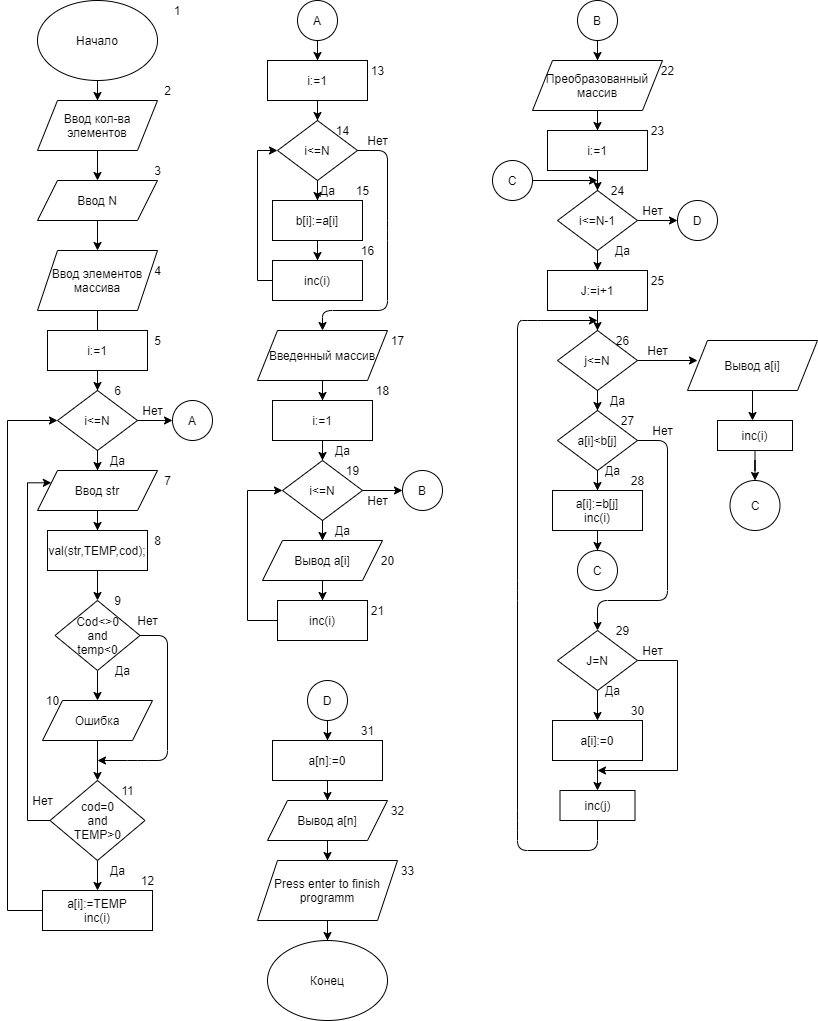 Начало
1
2
Ввод кол-ва
элементов
3
Ввод N
4
Ввод элементов
массива
5
i:=1
6
i<=N
Нет
A
Да
7
Ввод str
8
val(str,TEMP,cod);
9
Cod<>0
and
temp<0
Нет
Да
10
Ошибка
11
cod=0
and
TEMP>0
Нет
Да
12
a[i]:=TEMP
inc(i)
A
13
i:=1
14
i<=N
Нет
Да
15
b[i]:=a[i]
16
inc(i)
17
Введенный массив
18
i:=1
Да
19
i<=N
Нет
B
Да
20
Вывод a[i]
21
inc(i)
D
31
a[n]:=0
32
Вывод a[n]
33
Press enter to finish
programm
Конец
B
22
Преобразованный
массив
23
i:=1
C
24
i<=N-1
Нет
D
Да
25
J:=i+1
26
j<=N
Нет
Вывод a[i]
inc(i)
C
Да
27
a[i]<b[j]
Нет
Да
28
a[i]:=b[j]
inc(i)
C
29
J=N
Нет
Да
30
a[i]:=0
inc(j)